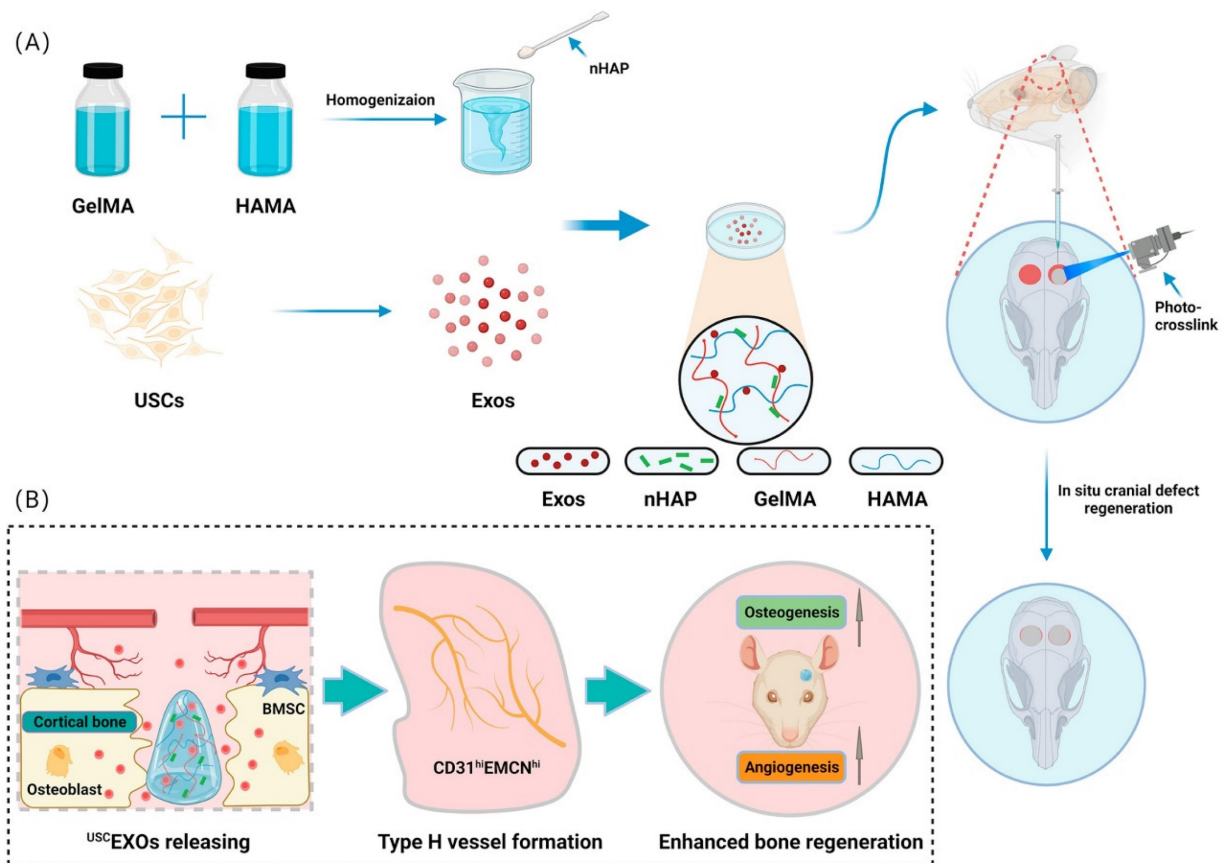 (A)
nHAP
Homogenizaion
GelMA
HAMA
USCs
Exos
Photo-
crosslink
Exos
nHAP
GelMA
HAMA
In situ cranial defect
regeneration
(B)
Cortical bone
BMSC
Osteoblast
CD31hiEMCNhi
Osteogenesis
Angiogenesis
USCEXOs releasing
Type H vessel formation
Enhanced bone regeneration